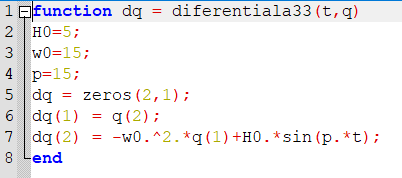 1 function dq = diferentiala33(t,q)
2 H0=5;
3 w0=15;
4 p=15;
5 dq = zeros(2,1);
6 dq(1) = q(2);
7 dq(2) = -w0.^2.*q(1)+H0.*sin(p.*t);
8 end